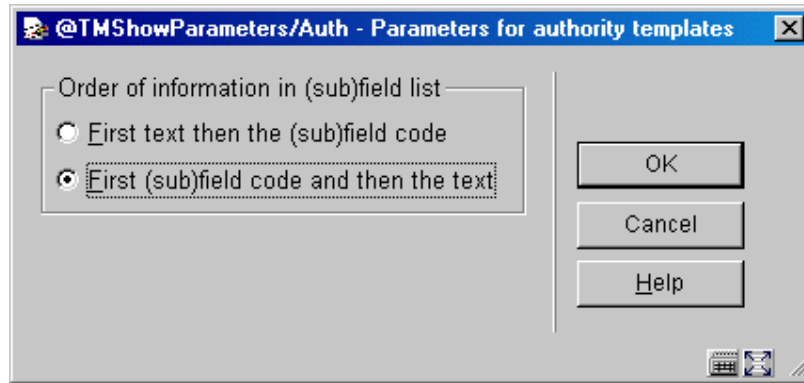 @TMShowParameters/Auth - Parameters for authority templates
Order of information in (sub)field list
First text then the (sub)field code
First (sub)field code and then the text
OK
Cancel
Help